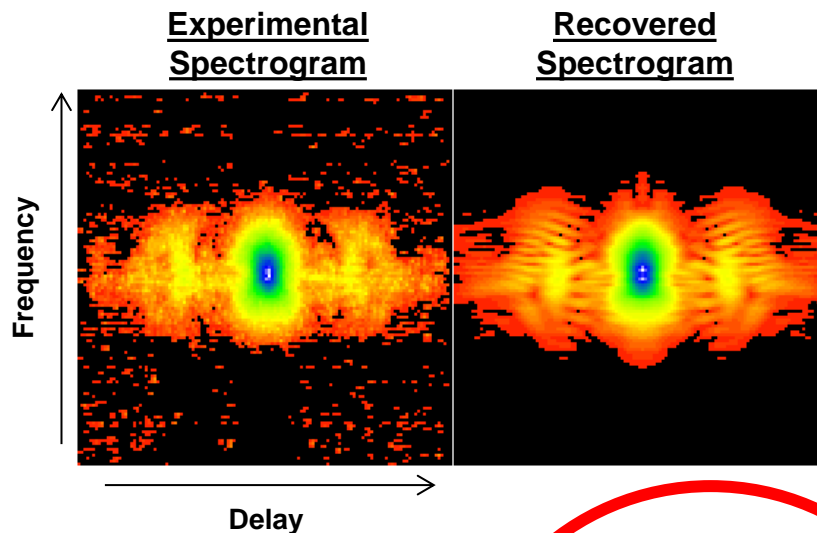 Experimental
Spectrogram
Recovered
Spectrogram
Frequency
Delay